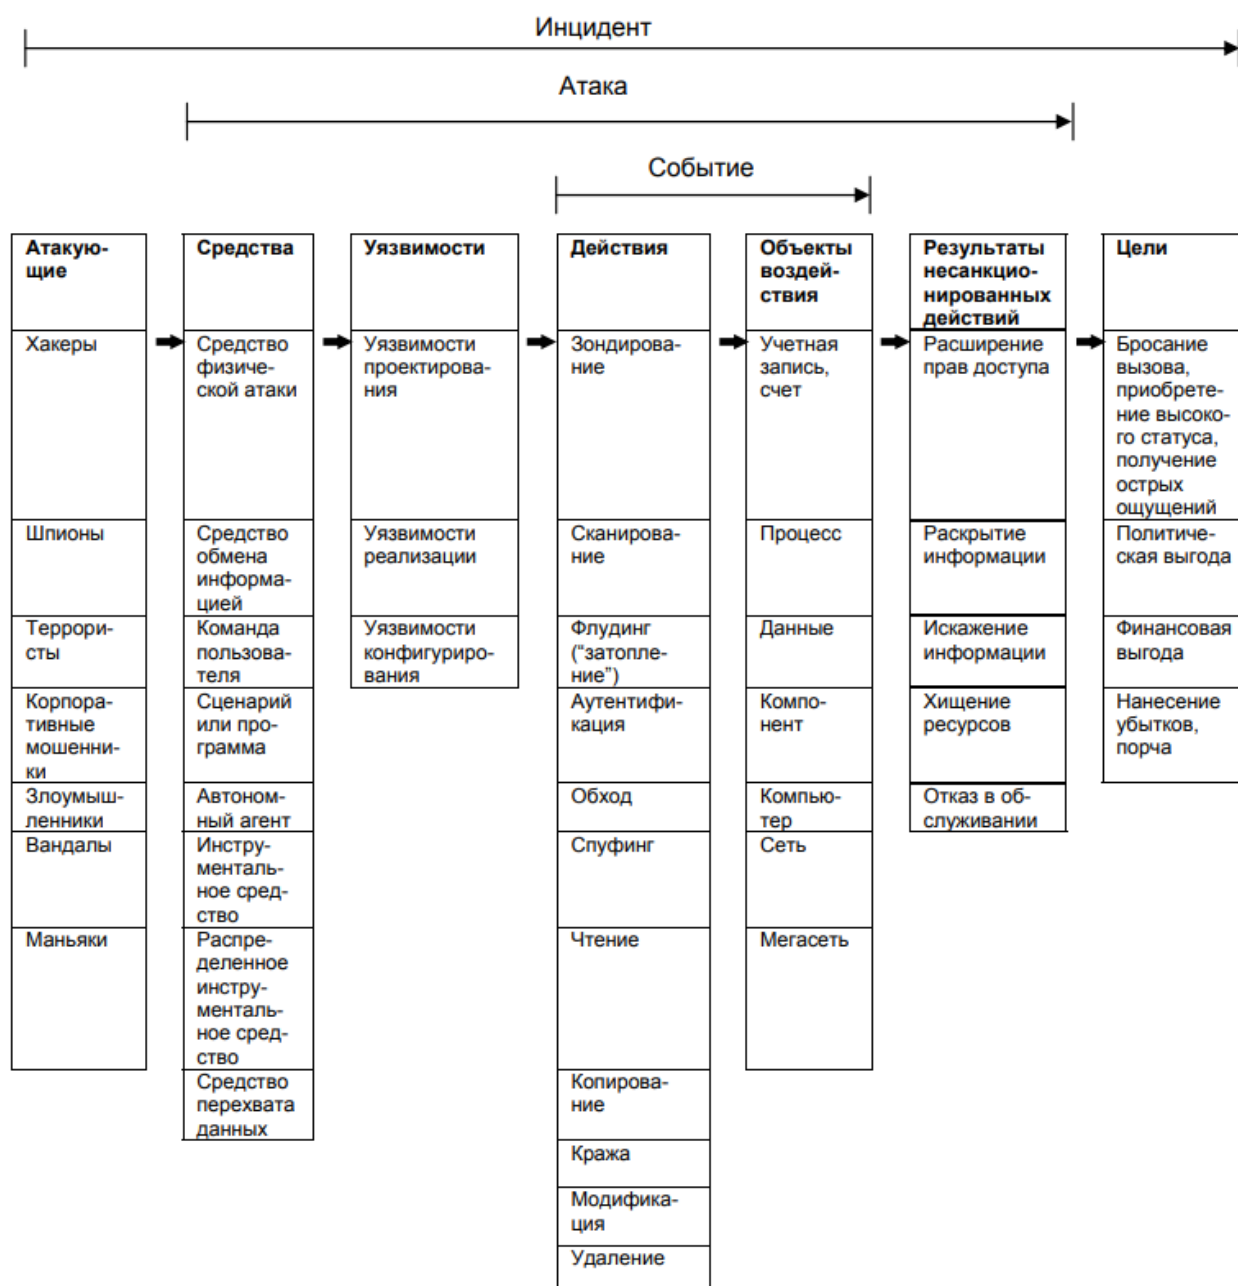 Инцидент
Атака
Событие
Атакую-
щие
Средства
Уязвимости
Действия
Объекты
воздей-
ствия
Результаты
несанкцио-
нированных
действий
Цели
Хакеры
Средство
физиче-
ской атаки
Уязвимости
проектирова-
ния
Зондирова-
ние
Учетная
запись,
счет
Расширение
прав доступа
Бросание
вызова,
приобрете-
ние высоко-
го статуса,
получение
острых
ощущений
Шпионы
Средство
обмена
информа-
цией
Уязвимости
реализации
Сканирова-
ние
Процесс
Раскрытие
информации
Политиче-
ская выгода
Террори-
сты
Команда
пользова-
теля
Уязвимости
конфигуриро-
вания
Флудинг
(“затопле-
ние”)
Данные
Искажение
информации
Финансовая
выгода
Корпора-
тивные
мошенни-
ки
Сценарий
или про-
грамма
Аутентифи-
кация
Компо-
нент
Хищение
ресурсов
Нанесение
убытков,
порча
Злоумыш-
ленники
Автоном-
ный агент
Обход
Компью-
тер
Отказ в об-
служивании
Вандалы
Инстру-
менталь-
ное сред-
ство
Спуфинг
Сеть
Маньяки
Распре-
деленное
инстру-
менталь-
ное сред-
ство
Чтение
Мегасеть
Средство
перехвата
данных
Копирова-
ние
Кража
Модифика-
ция
Удаление